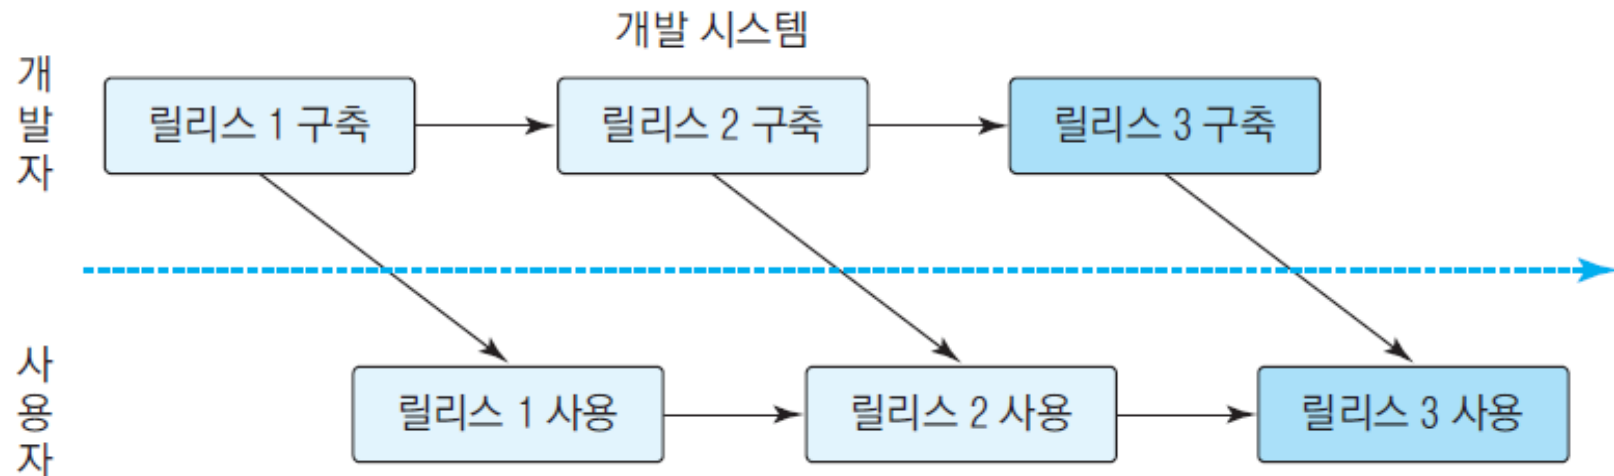 개발 시스템
개발자
릴리스 1 구축
릴리스 2 구축
릴리스 3 구축
사용자
릴리스 1 사용
릴리스 2 사용
릴리스 3 사용